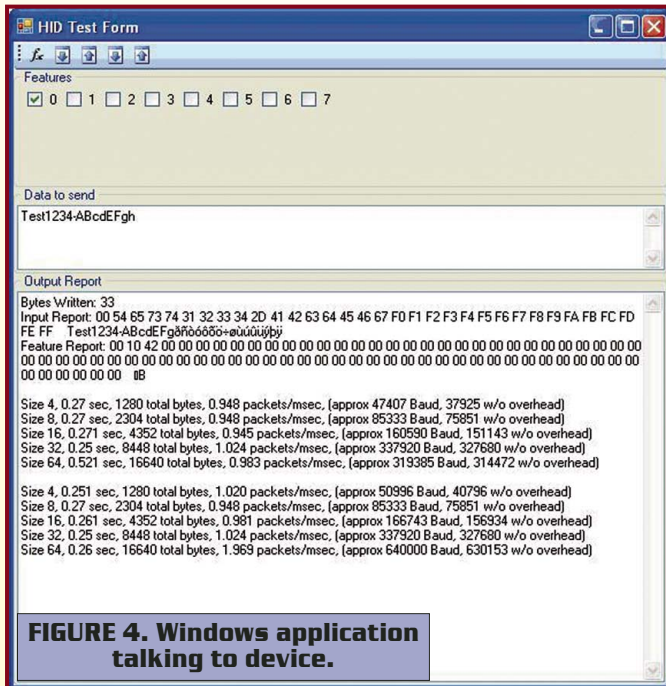 HID Test Form
fx
Features
0 1 2 3 4 5 6 7
Data to send
Test1234-ABcdEFgh
Output Report
Bytes Written: 33
Input Report: 00 54 65 73 74 31 32 33 34 2D 41 42 63 64 45 46 67 F0 F1 F2 F3 F4 F5 F6 F7 F8 F9 FA FB FC FD
FE FF Test1234-ABcdEFgðñòóôõö÷øùúûüýþÿ
Feature Report: 00 10 42 00 00 00 00 00 00 00 00 00 00 00 00 00 00 00 00 00 00 00 00 00 00 00 00 00 00 00
00 00 00 00 00 00 00 00 00 00 00 00 00 00 00 00 00 00 00 00 00 00 00 00 00 00 00 00 00 00
00 00 00 00 00 00 B
Size 4, 0.27 sec, 1280 total bytes, 0.948 packets/msec, (approx 47407 Baud, 37925 w/o overhead)
Size 8, 0.27 sec, 2304 total bytes, 0.948 packets/msec, (approx 85333 Baud, 75851 w/o overhead)
Size 16, 0.271 sec, 4352 total bytes, 0.945 packets/msec, (approx 160590 Baud, 151143 w/o overhead)
Size 32, 0.25 sec, 8448 total bytes, 1.024 packets/msec, (approx 337920 Baud, 327680 w/o overhead)
Size 64, 0.521 sec, 16640 total bytes, 0.983 packets/msec, (approx 319385 Baud, 314472 w/o overhead)
Size 4, 0.251 sec, 1280 total bytes, 1.020 packets/msec, (approx 50996 Baud, 40796 w/o overhead)
Size 8, 0.27 sec, 2304 total bytes, 0.948 packets/msec, (approx 85333 Baud, 75851 w/o overhead)
Size 16, 0.261 sec, 4352 total bytes, 0.981 packets/msec, (approx 166743 Baud, 156934 w/o overhead)
Size 32, 0.25 sec, 8448 total bytes, 1.024 packets/msec, (approx 337920 Baud, 327680 w/o overhead)
Size 64, 0.26 sec, 16640 total bytes, 1.969 packets/msec, (approx 640000 Baud, 630153 w/o overhead)
FIGURE 4. Windows application
talking to device.